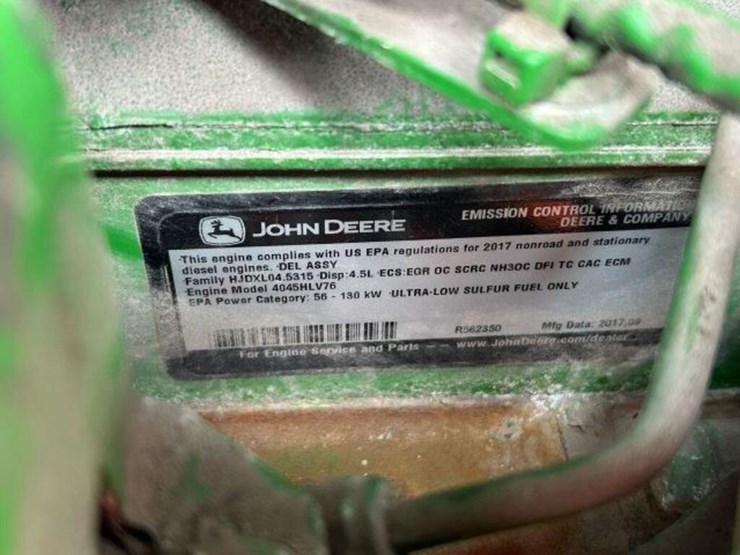 JOHN DEERE
EMISSION CONTROL INFORMATIC
DEERE & COMPANY
This engine complies with US EPA regulations for 2017 nonroad and stationary
diesel engines. DEL ASSY
Family HJDXL04.5315 Disp:4.5L ECS:EGR OC SCRC NH3OC DFI TC CAC ECM
Engine Model 4045HLV76
EPA Power Category: 56 - 130 kW ULTRA-LOW SULFUR FUEL ONLY
R562350 Mfg Data: 2017.09
For Engine Service and Parts -- www.JohnDeere.com/dealer